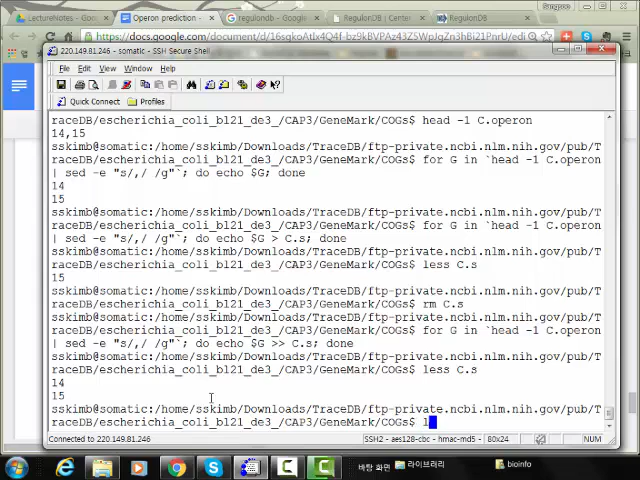 LectureNotes
Operon prediction -
regulondb - Google
RegulonDB | Center
RegulonDB
Sangsoo
https://docs.google.com/document/d/
220.149.81.246 - somatic - SSH Secure Shell
File Edit View Window Help
Quick Connect Profiles
raceDB/escherichia_coli_bl21_de3_/CAP3/GeneMark/COGs$ head -1 C.operon
14,15
sskimb@somatic:/home/sskimb/Downloads/TraceDB/ftp-private.ncbi.nlm.nih.gov/pub/T
raceDB/escherichia_coli_bl21_de3_/CAP3/GeneMark/COGs$ for G in `head -1 C.operon
| sed -e "s/,/ /g"`; do echo $G; done
14
15
sskimb@somatic:/home/sskimb/Downloads/TraceDB/ftp-private.ncbi.nlm.nih.gov/pub/T
raceDB/escherichia_coli_bl21_de3_/CAP3/GeneMark/COGs$ for G in `head -1 C.operon
| sed -e "s/,/ /g"`; do echo $G > C.s; done
sskimb@somatic:/home/sskimb/Downloads/TraceDB/ftp-private.ncbi.nlm.nih.gov/pub/T
raceDB/escherichia_coli_bl21_de3_/CAP3/GeneMark/COGs$ less C.s
15
sskimb@somatic:/home/sskimb/Downloads/TraceDB/ftp-private.ncbi.nlm.nih.gov/pub/T
raceDB/escherichia_coli_bl21_de3_/CAP3/GeneMark/COGs$ rm C.s
sskimb@somatic:/home/sskimb/Downloads/TraceDB/ftp-private.ncbi.nlm.nih.gov/pub/T
raceDB/escherichia_coli_bl21_de3_/CAP3/GeneMark/COGs$ for G in `head -1 C.operon
| sed -e "s/,/ /g"`; do echo $G >> C.s; done
sskimb@somatic:/home/sskimb/Downloads/TraceDB/ftp-private.ncbi.nlm.nih.gov/pub/T
raceDB/escherichia_coli_bl21_de3_/CAP3/GeneMark/COGs$ less C.s
14
15
sskimb@somatic:/home/sskimb/Downloads/TraceDB/ftp-private.ncbi.nlm.nih.gov/pub/T
raceDB/escherichia_coli_bl21_de3_/CAP3/GeneMark/COGs$ l
Connected to 220.149.81.246
SSH2 - aes128-cbc - hmac-md5 -
80x24
NUM
바탕 화면
라이브러리
bioinfo